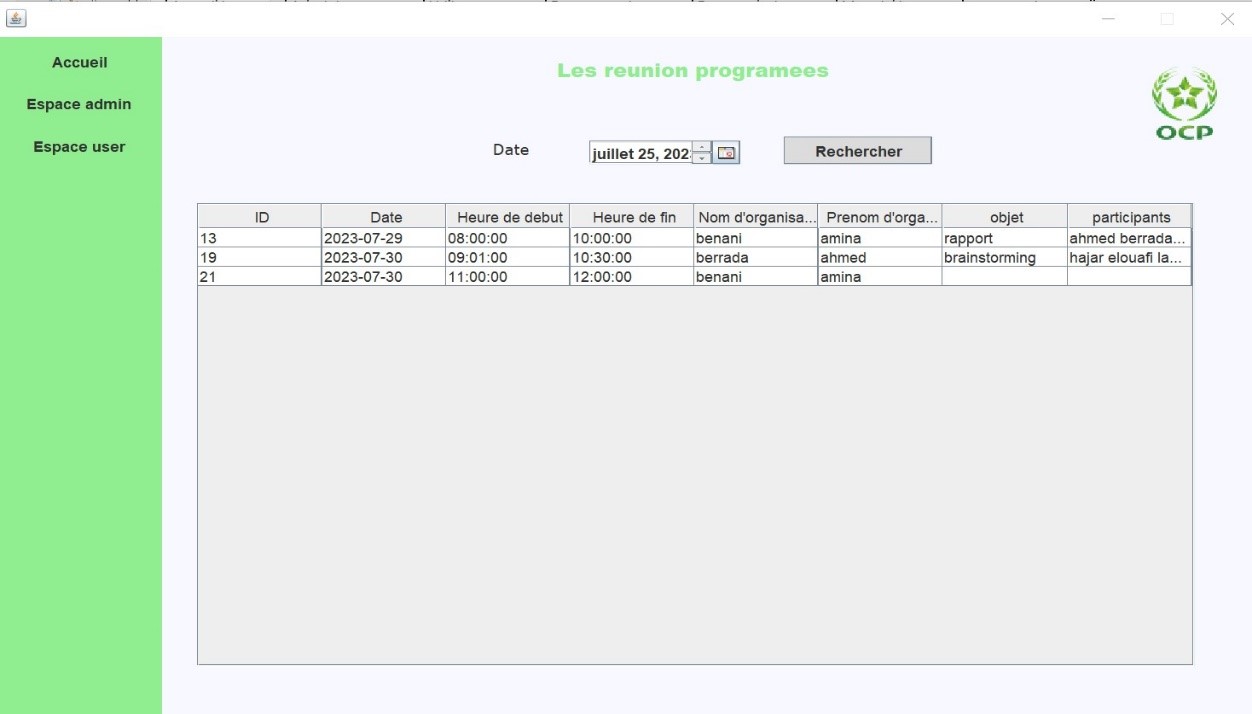 Accueil
Espace admin
Espace user
Les reunion programees
OCP
Date juillet 25, 202 Rechercher
ID Date Heure de debut Heure de fin Nom d'organisa... Prenom d'orga... objet participants
13 2023-07-29 08:00:00 10:00:00 benani amina rapport ahmed berrada...
19 2023-07-30 09:01:00 10:30:00 berrada ahmed brainstorming hajar elouafi la...
21 2023-07-30 11:00:00 12:00:00 benani amina